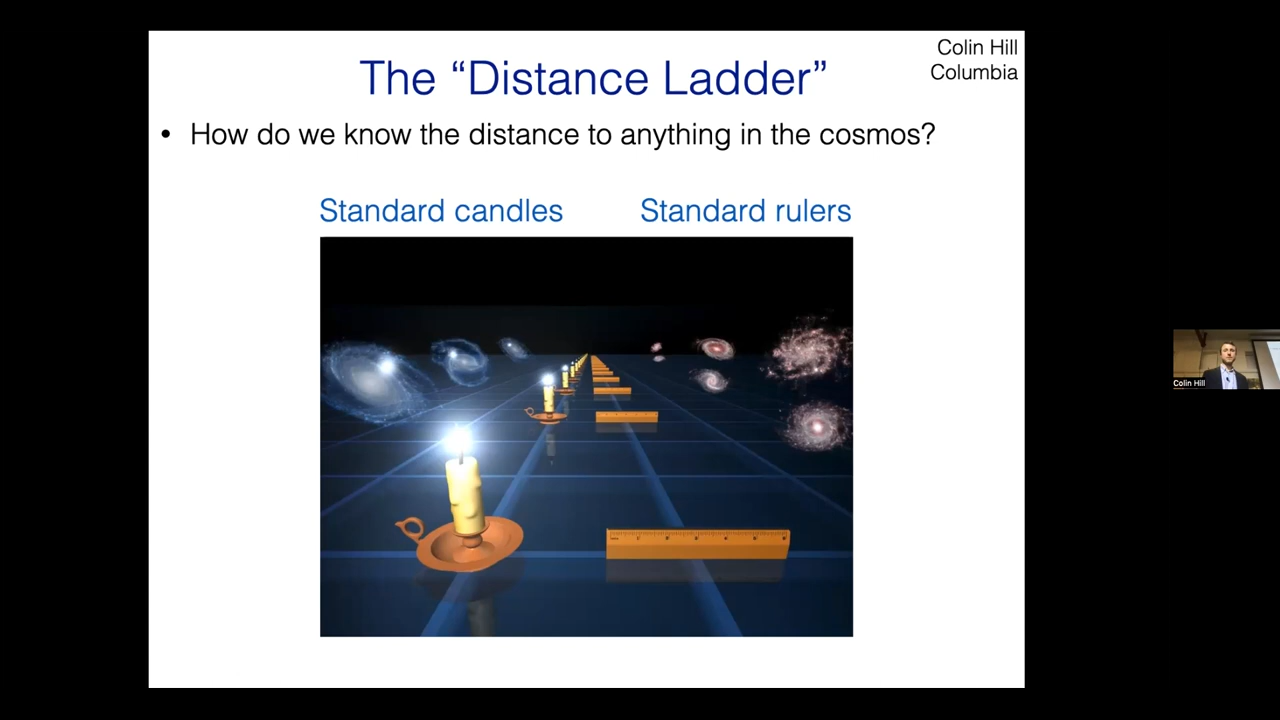 Colin Hill
Columbia
The “Distance Ladder”
• How do we know the distance to anything in the cosmos?
Standard candles
Standard rulers
Colin Hill